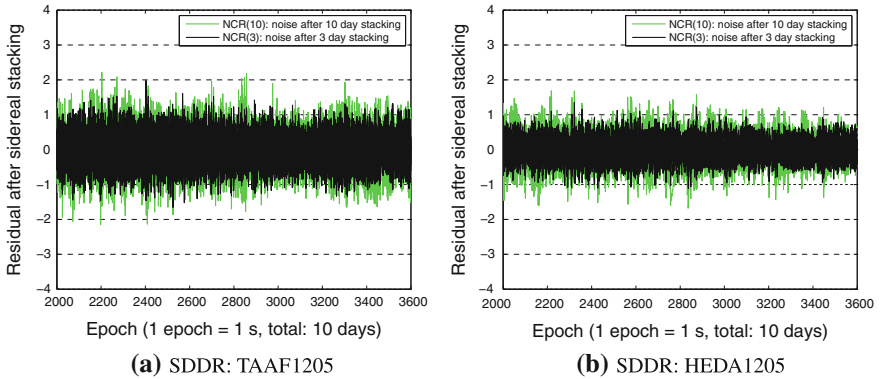 4
3
2
1
0
−1
−2
−3
−4
Residual after sidereal stacking
NCR(10): noise after 10 day stacking
NCR(3): noise after 3 day stacking
2000 2200 2400 2600 2800 3000 3200 3400 3600
Epoch (1 epoch = 1 s, total: 10 days)
(a) SDDR: TAAF1205
4
3
2
1
0
−1
−2
−3
−4
Residual after sidereal stacking
NCR(10): noise after 10 day stacking
NCR(3): noise after 3 day stacking
2000 2200 2400 2600 2800 3000 3200 3400 3600
Epoch (1 epoch = 1 s, total: 10 days)
(b) SDDR: HEDA1205